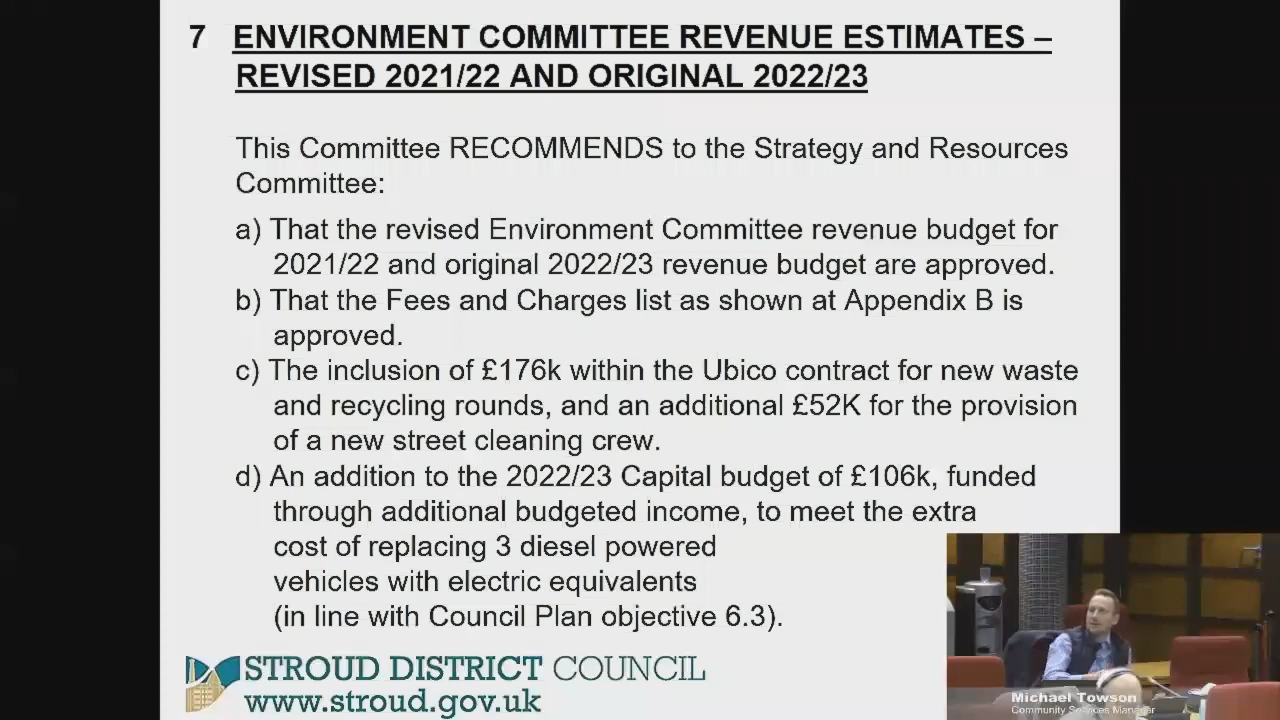 7 ENVIRONMENT COMMITTEE REVENUE ESTIMATES –
REVISED 2021/22 AND ORIGINAL 2022/23
This Committee RECOMMENDS to the Strategy and Resources
Committee:
a) That the revised Environment Committee revenue budget for
2021/22 and original 2022/23 revenue budget are approved.
b) That the Fees and Charges list as shown at Appendix B is
approved.
c) The inclusion of £176k within the Ubico contract for new waste
and recycling rounds, and an additional £52K for the provision
of a new street cleaning crew.
d) An addition to the 2022/23 Capital budget of £106k, funded
through additional budgeted income, to meet the extra
cost of replacing 3 diesel powered
vehicles with electric equivalents
(in line with Council Plan objective 6.3).
STROUD DISTRICT COUNCIL
www.stroud.gov.uk
Michael Towson
Community Services Manager